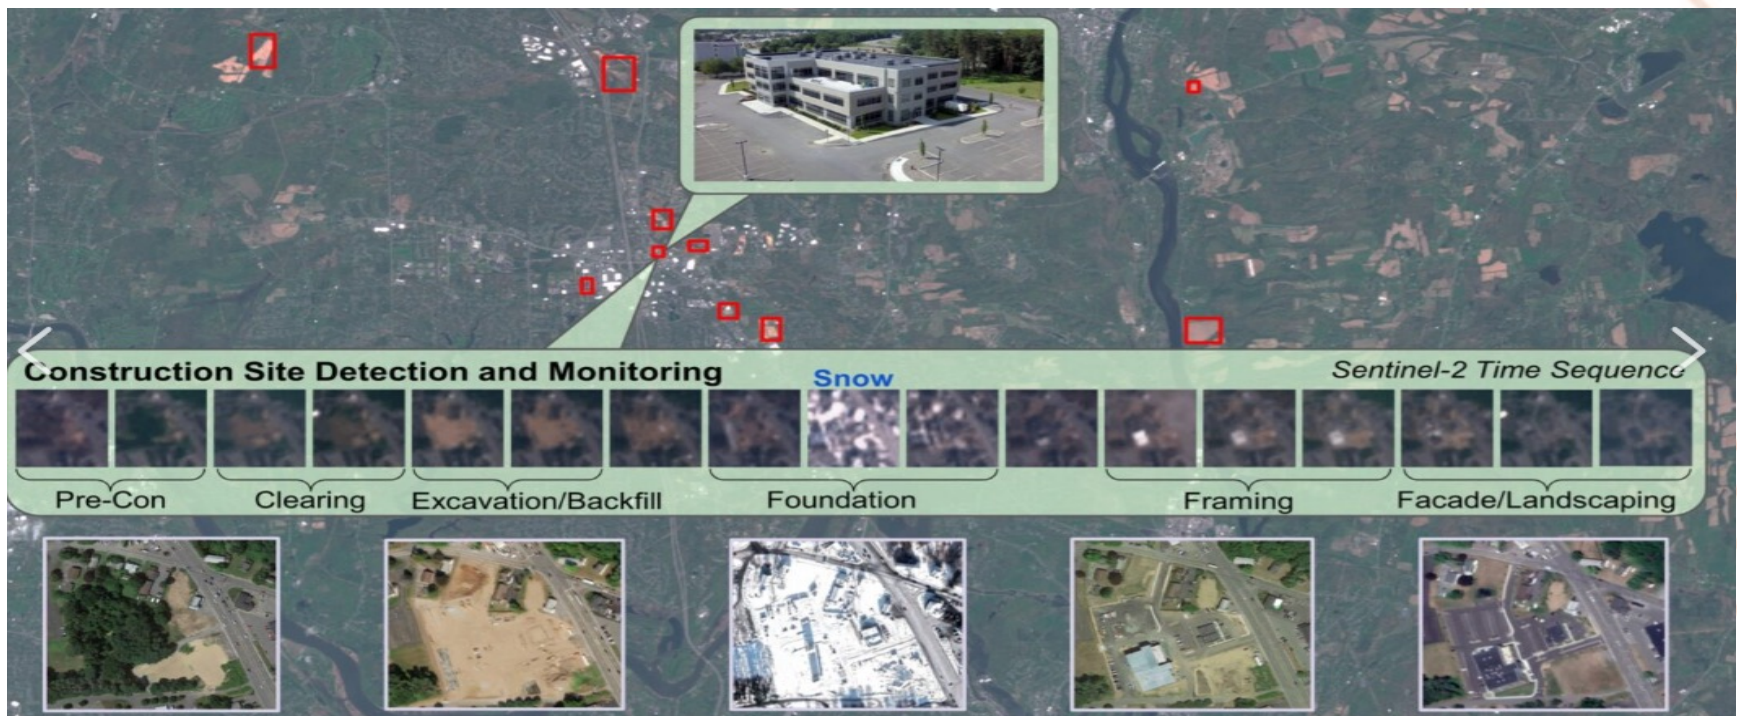 Construction Site Detection and Monitoring
Snow
Sentinel-2 Time Sequence
Pre-Con
Clearing
Excavation/Backfill
Foundation
Framing
Facade/Landscaping